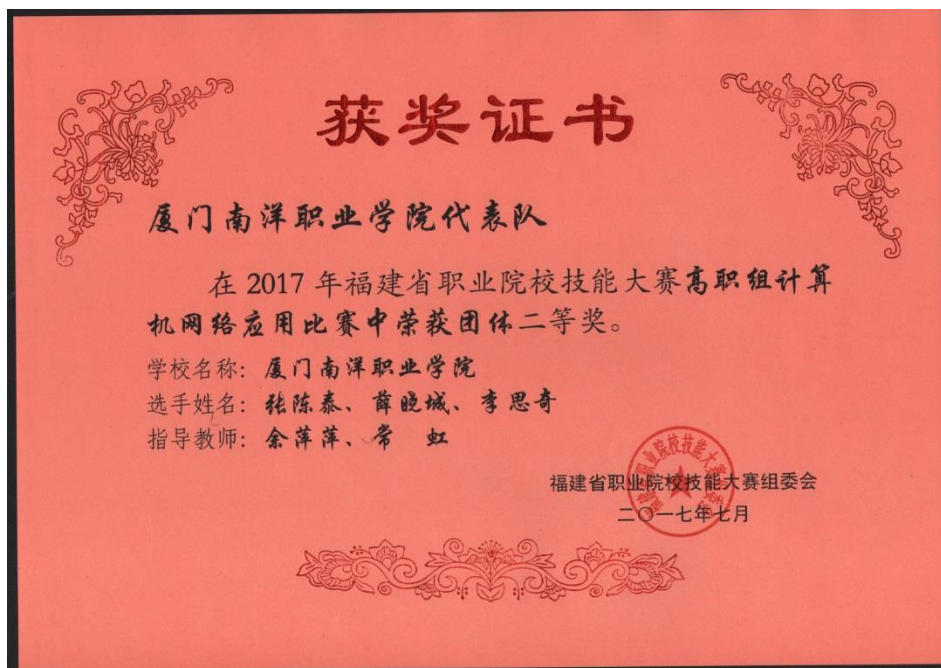 获奖证书
厦门南洋职业学院代表队
在2017年福建省职业院校技能大赛高职组计算
机网络应用比赛中荣获团体二等奖。
学校名称：厦门南洋职业学院
选手姓名：张陈泰、薛晓城、李思奇
指导教师：余萍萍、常 虹
福建省职业院校技能大赛组委会
二〇一七年七月